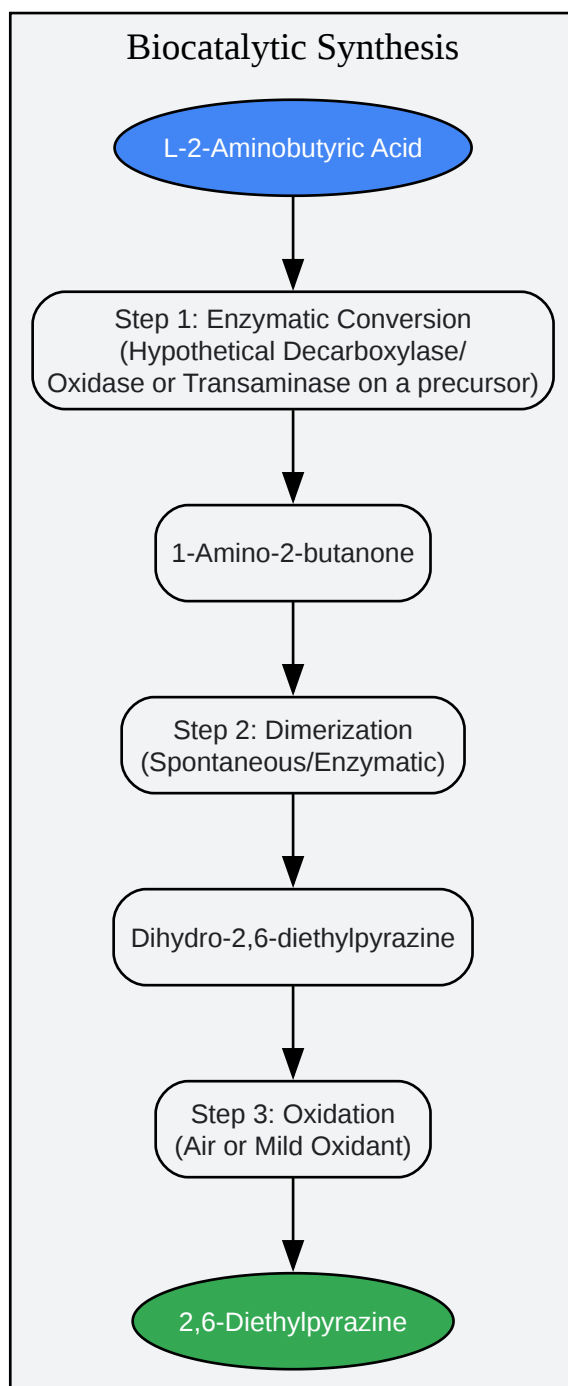 Biocatalytic Synthesis
L-2-Aminobutyric Acid
Step 1: Enzymatic Conversion
(Hypothetical Decarboxylase/
Oxidase or Transaminase on a precursor)
1-Amino-2-butanone
Step 2: Dimerization
(Spontaneous/Enzymatic)
Dihydro-2,6-diethylpyrazine
Step 3: Oxidation
(Air or Mild Oxidant)
2,6-Diethylpyrazine